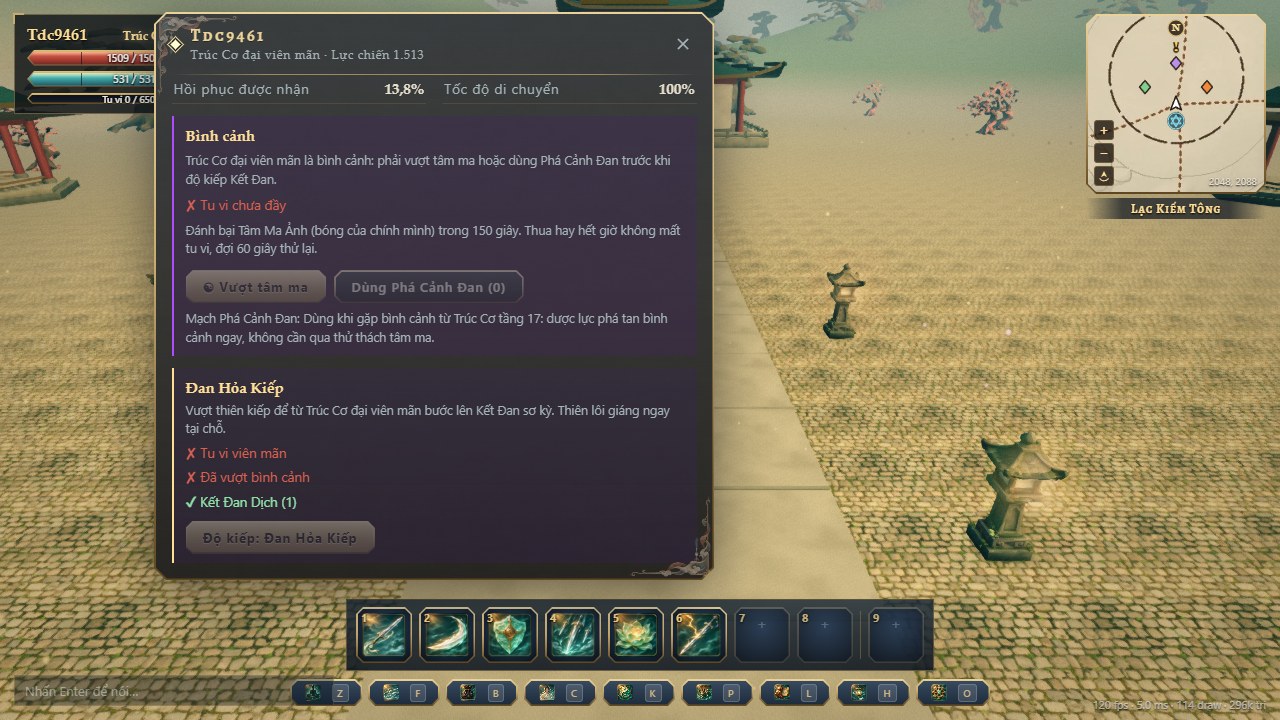 Tdc9461
Trúc
1509 / 150
531 / 531
Tu vi 0 / 650
Tdc9461
Trúc Cơ đại viên mãn · Lực chiến 1.513
Hồi phục được nhận 13,8% Tốc độ di chuyển 100%
Bình cảnh
Trúc Cơ đại viên mãn là bình cảnh: phải vượt tâm ma hoặc dùng Phá Cảnh Đan trước khi
độ kiếp Kết Đan.
✗ Tu vi chưa đầy
Đánh bại Tâm Ma Ảnh (bóng của chính mình) trong 150 giây. Thua hay hết giờ không mất
tu vi, đợi 60 giây thử lại.
Vượt tâm ma Dùng Phá Cảnh Đan (0)
Mạch Phá Cảnh Đan: Dùng khi gặp bình cảnh từ Trúc Cơ tầng 17: dược lực phá tan bình
cảnh ngay, không cần qua thử thách tâm ma.
Đan Hỏa Kiếp
Vượt thiên kiếp để từ Trúc Cơ đại viên mãn bước lên Kết Đan sơ kỳ. Thiên lôi giáng ngay
tại chỗ.
✗ Tu vi viên mãn
✗ Đã vượt bình cảnh
✓ Kết Đan Dịch (1)
Độ kiếp: Đan Hỏa Kiếp
N
+
−
2048, 2088
Lạc Kiếm Tông
1 2 3 4 5 6 7 8 9
Nhấn Enter để nói...
Z F B C K P L H O
120 fps · 5.0 ms · 114 draw · 296k tri